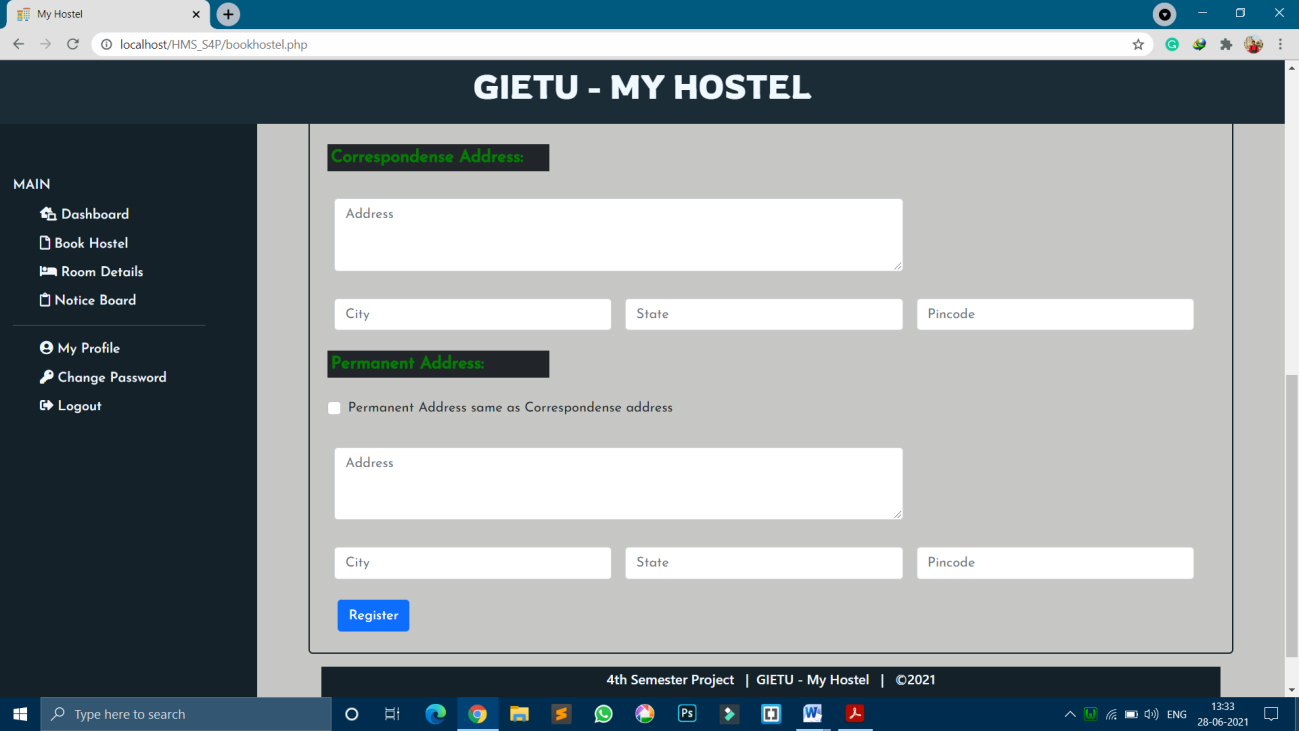 My Hostel
localhost/HMS_S4P/bookhostel.php
GIETU - MY HOSTEL
MAIN
Dashboard
Book Hostel
Room Details
Notice Board
My Profile
Change Password
Logout
Correspondense Address:
Address
City State Pincode
Permanent Address:
Permanent Address same as Correspondense address
Address
City State Pincode
Register
4th Semester Project | GIETU - My Hostel | ©2021
Type here to search
Ps
ENG
13:33
28-06-2021